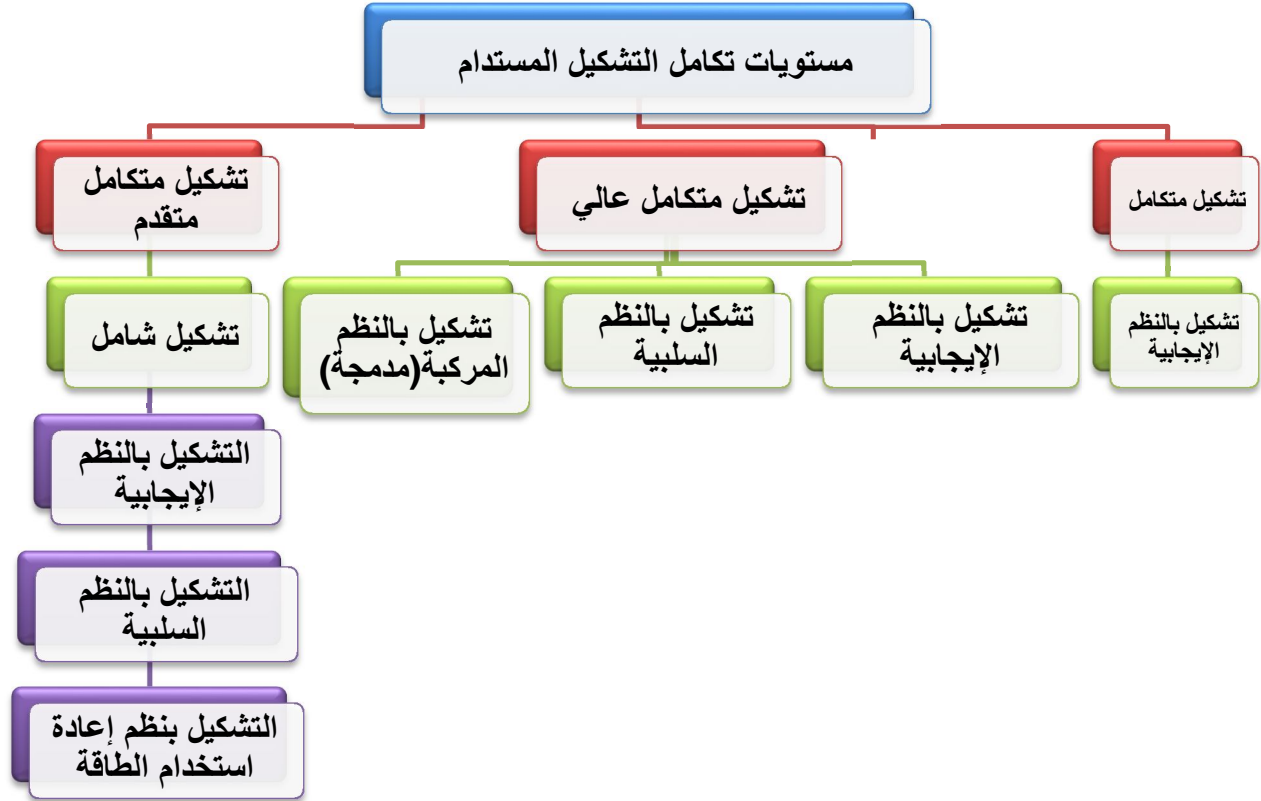 مستويات تكامل التشكيل المستدام
تشكيل متكامل
تشكيل متكامل عالي
تشكيل متكامل
متقدم
تشكيل بالنظم
الإيجابية
تشكيل بالنظم
الإيجابية
تشكيل بالنظم
السلبية
تشكيل بالنظم
المركبة(مدمجة)
تشكيل شامل
التشكيل بالنظم
الإيجابية
التشكيل بالنظم
السلبية
التشكيل بنظم إعادة
استخدام الطاقة